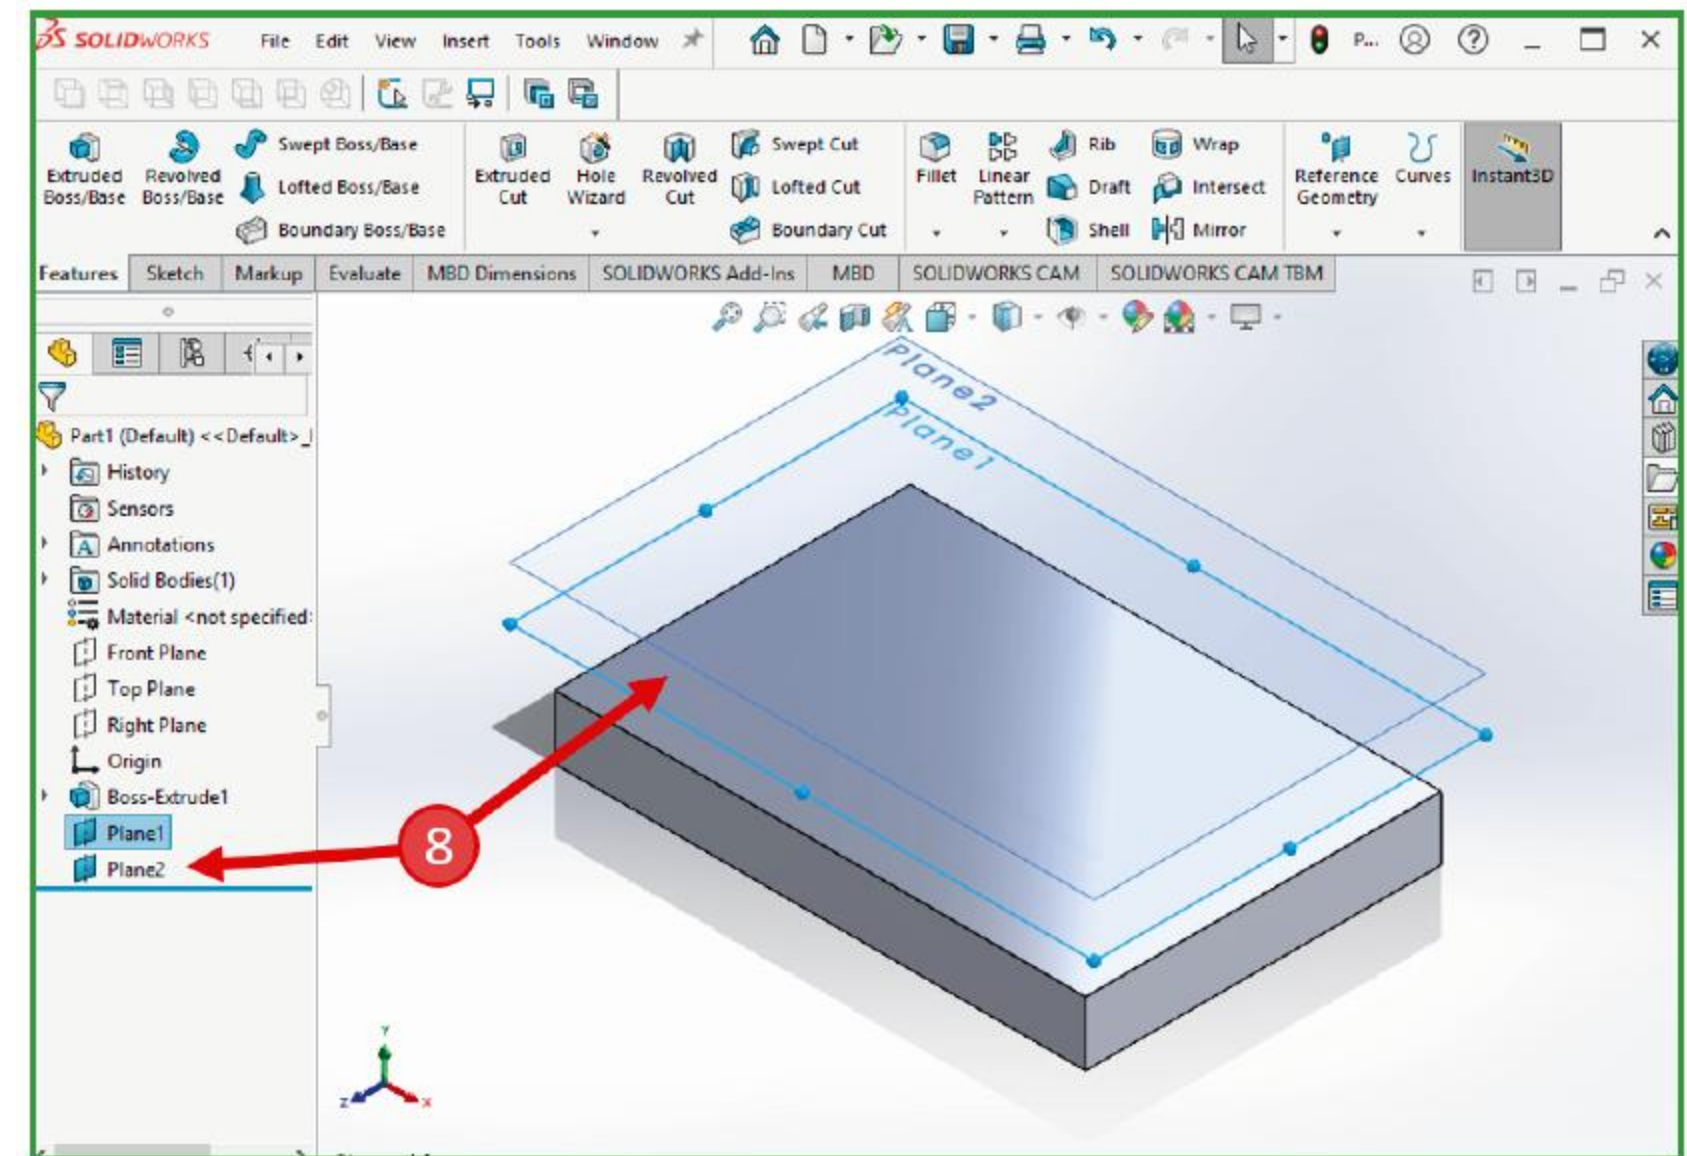 SOLIDWORKS File Edit View Insert Tools Window P...
Extruded Boss/Base
Revolved Boss/Base
Swept Boss/Base
Lofted Boss/Base
Boundary Boss/Base
Extruded Cut
Hole Wizard
Revolved Cut
Swept Cut
Lofted Cut
Boundary Cut
Fillet
Linear Pattern
Rib
Draft
Shell
Wrap
Intersect
Mirror
Reference Geometry
Curves
Instant3D
Features Sketch Markup Evaluate MBD Dimensions SOLIDWORKS Add-Ins MBD SOLIDWORKS CAM SOLIDWORKS CAM TBM
Part1 (Default) <<Default>_
History
Sensors
Annotations
Solid Bodies(1)
Material <not specified
Front Plane
Top Plane
Right Plane
Origin
Boss-Extrude1
Plane1
Plane2
Plane2
Plane1
8
Y
Z
X